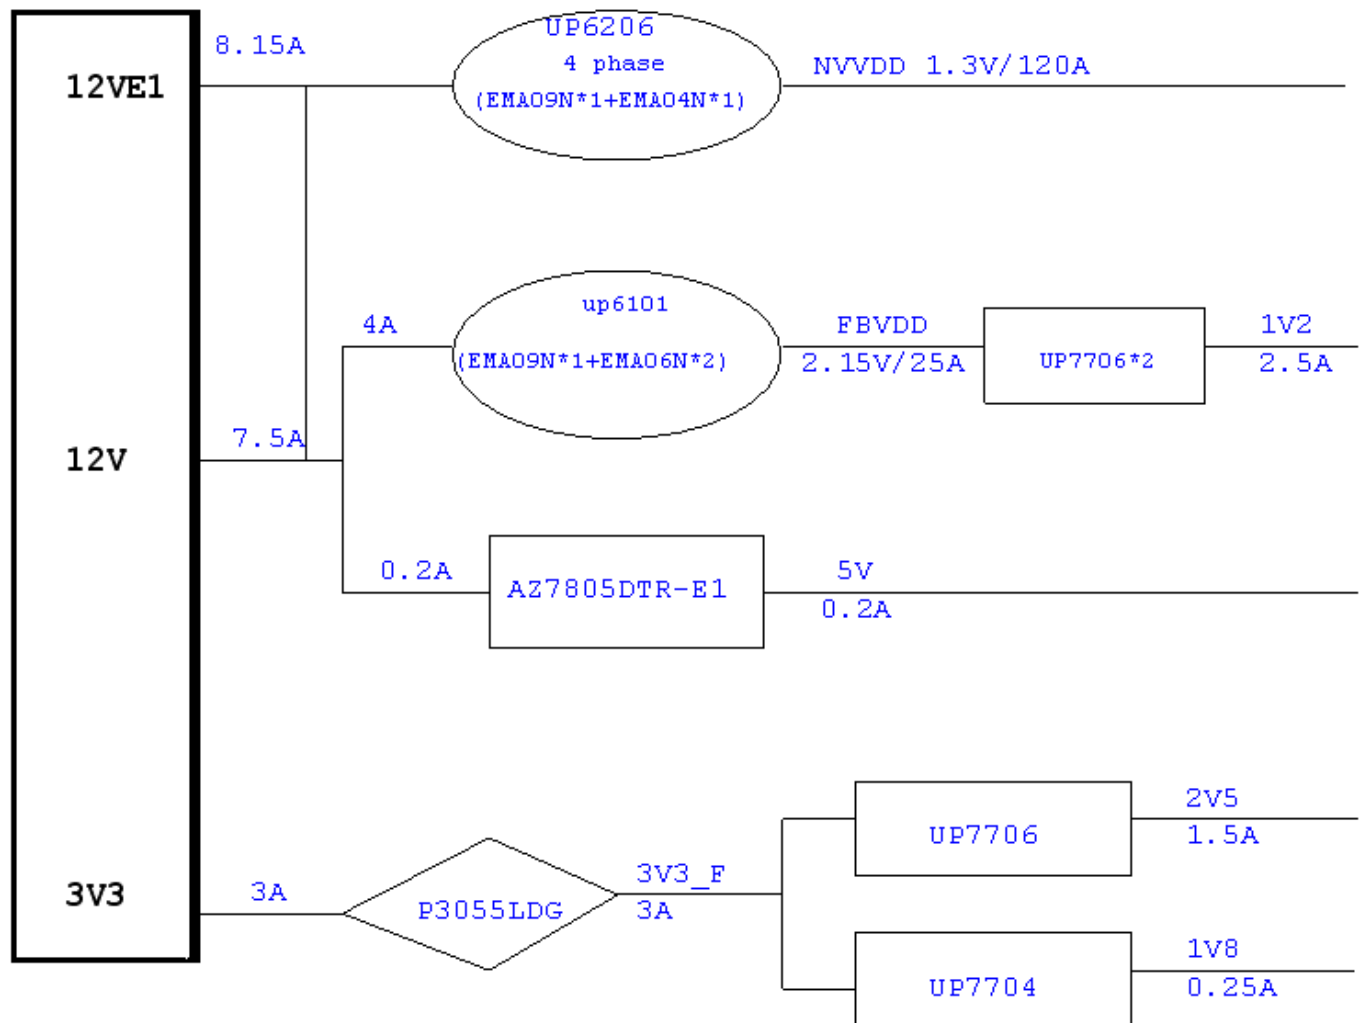 8.15A
12VE1
UP6206
4 phase
(EMA09N*1+EMA04N*1)
NVVDD 1.3V/120A
4A
up6101
(EMA09N*1+EMA06N*2)
FBVDD
2.15V/25A
UP7706*2
1V2
2.5A
12V
7.5A
0.2A
AZ7805DTR-E1
5V
0.2A
3V3
3A
P3055LDG
3V3_F
3A
UP7706
2V5
1.5A
UP7704
1V8
0.25A